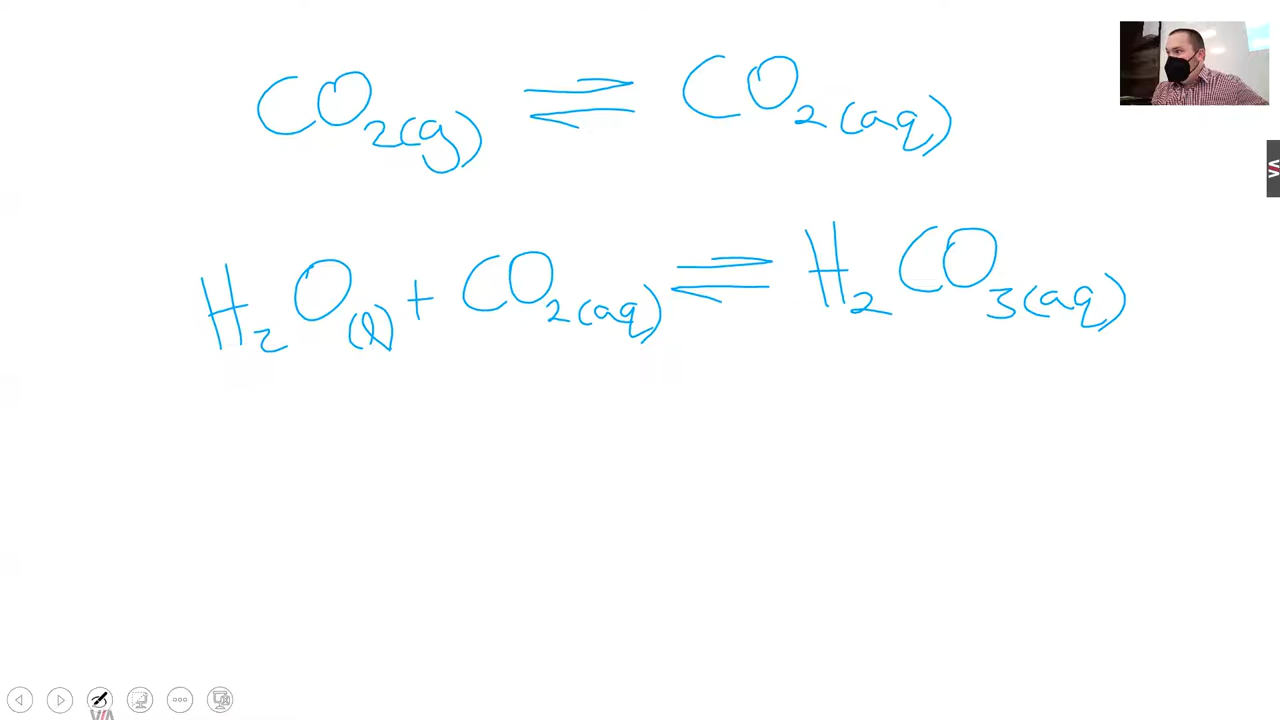 CO₂(g) ⇌ CO₂(aq)
H₂O(l) + CO₂(aq) ⇌ H₂CO₃(aq)